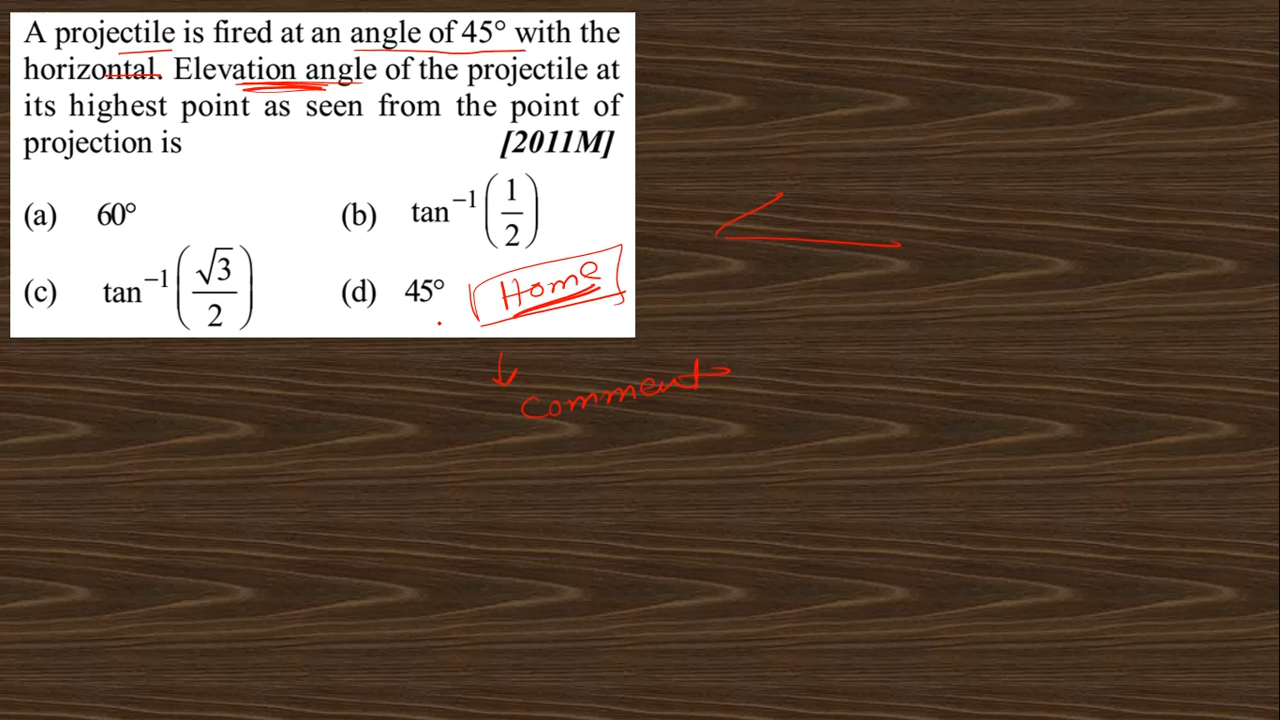 A projectile is fired at an angle of 45° with the
horizontal. Elevation angle of the projectile at
its highest point as seen from the point of
projection is [2011M]
(a) 60° (b) tan⁻¹(1/2)
(c) tan⁻¹(√3/2) (d) 45° Home
Comment